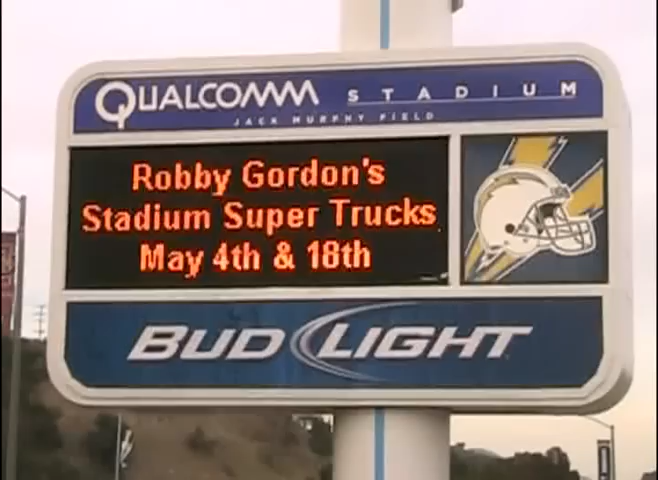 QUALCOMM STADIUM
JACK MURPHY FIELD
Robby Gordon's
Stadium Super Trucks
May 4th & 18th
BUD LIGHT